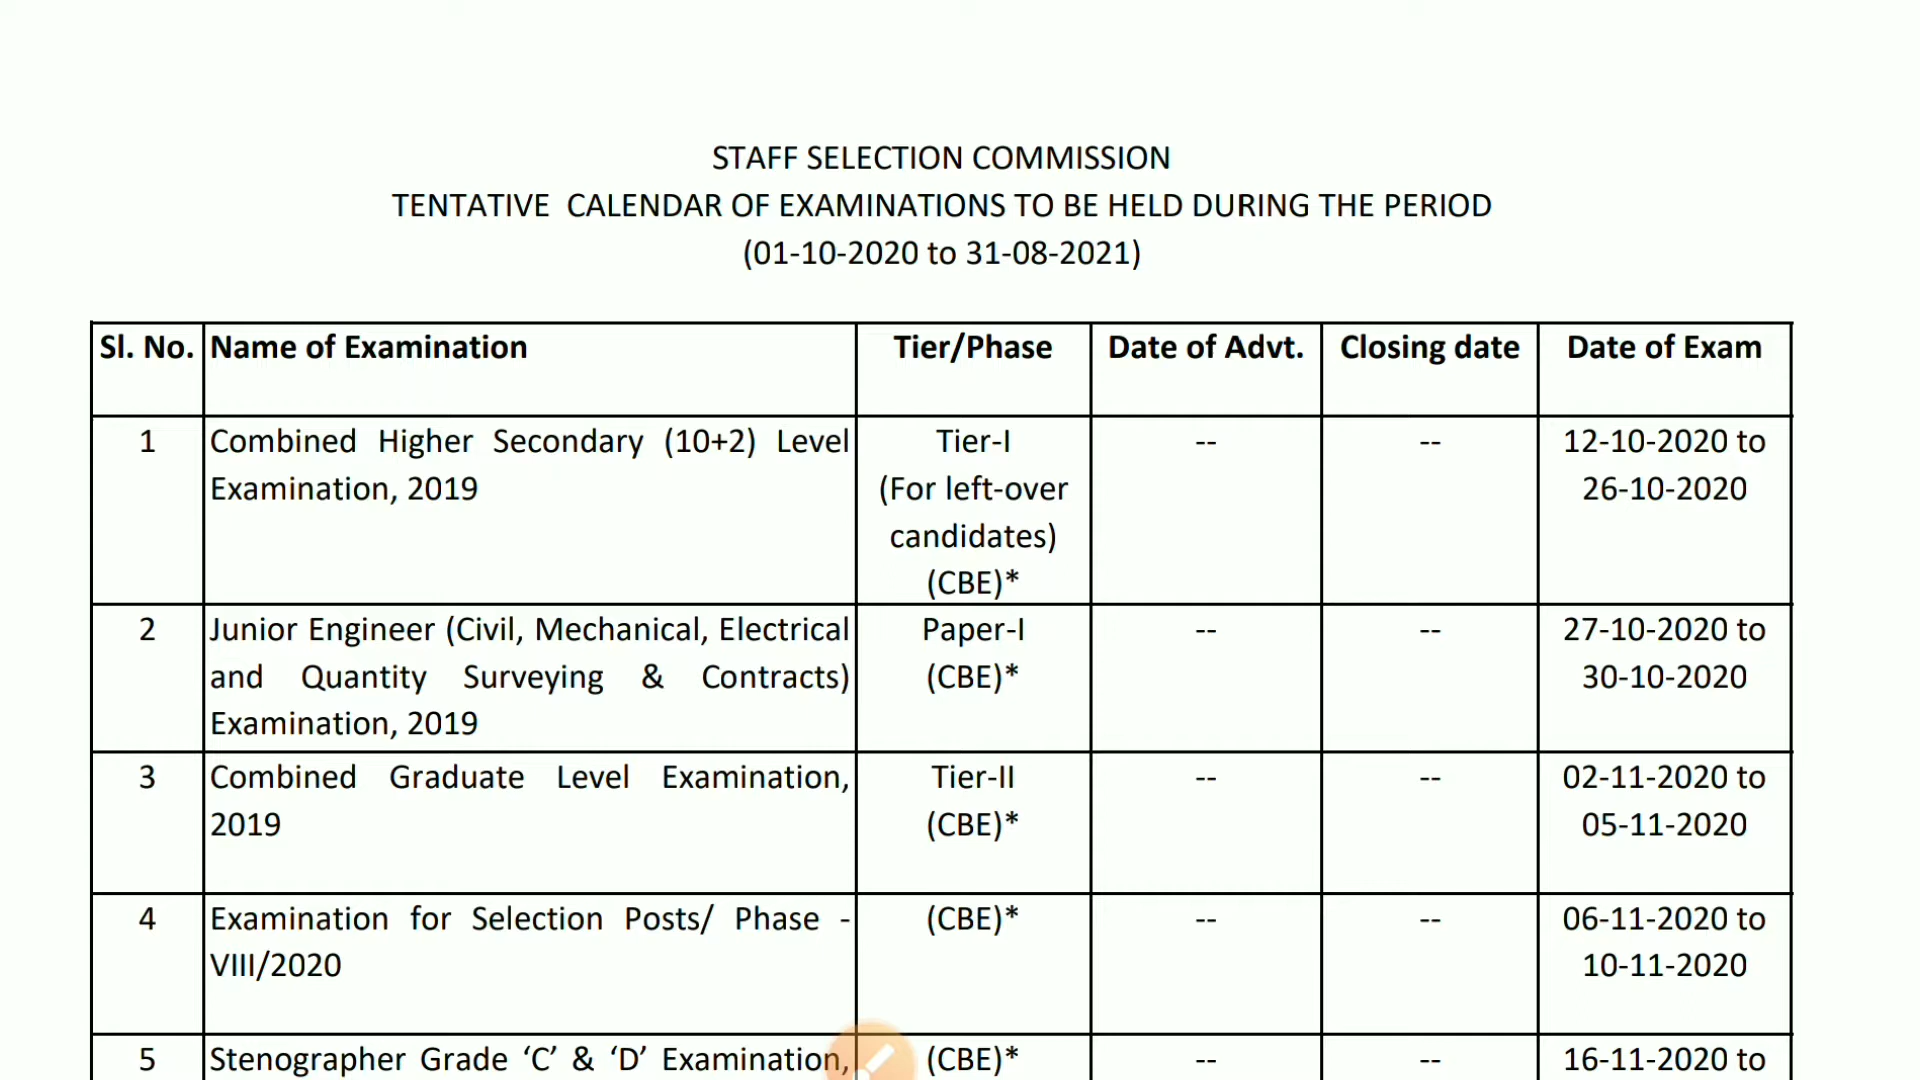 STAFF SELECTION COMMISSION
TENTATIVE CALENDAR OF EXAMINATIONS TO BE HELD DURING THE PERIOD
(01-10-2020 to 31-08-2021)
Sl. No. Name of Examination Tier/Phase Date of Advt. Closing date Date of Exam
1 Combined Higher Secondary (10+2) Level Tier-I -- -- 12-10-2020 to
Examination, 2019 (For left-over 26-10-2020
candidates)
(CBE)*
2 Junior Engineer (Civil, Mechanical, Electrical Paper-I -- -- 27-10-2020 to
and Quantity Surveying & Contracts) (CBE)* 30-10-2020
Examination, 2019
3 Combined Graduate Level Examination, Tier-II -- -- 02-11-2020 to
2019 (CBE)* 05-11-2020
4 Examination for Selection Posts/ Phase - (CBE)* -- -- 06-11-2020 to
VIII/2020 10-11-2020
5 Stenographer Grade ‘C’ & ‘D’ Examination, (CBE)* -- -- 16-11-2020 to